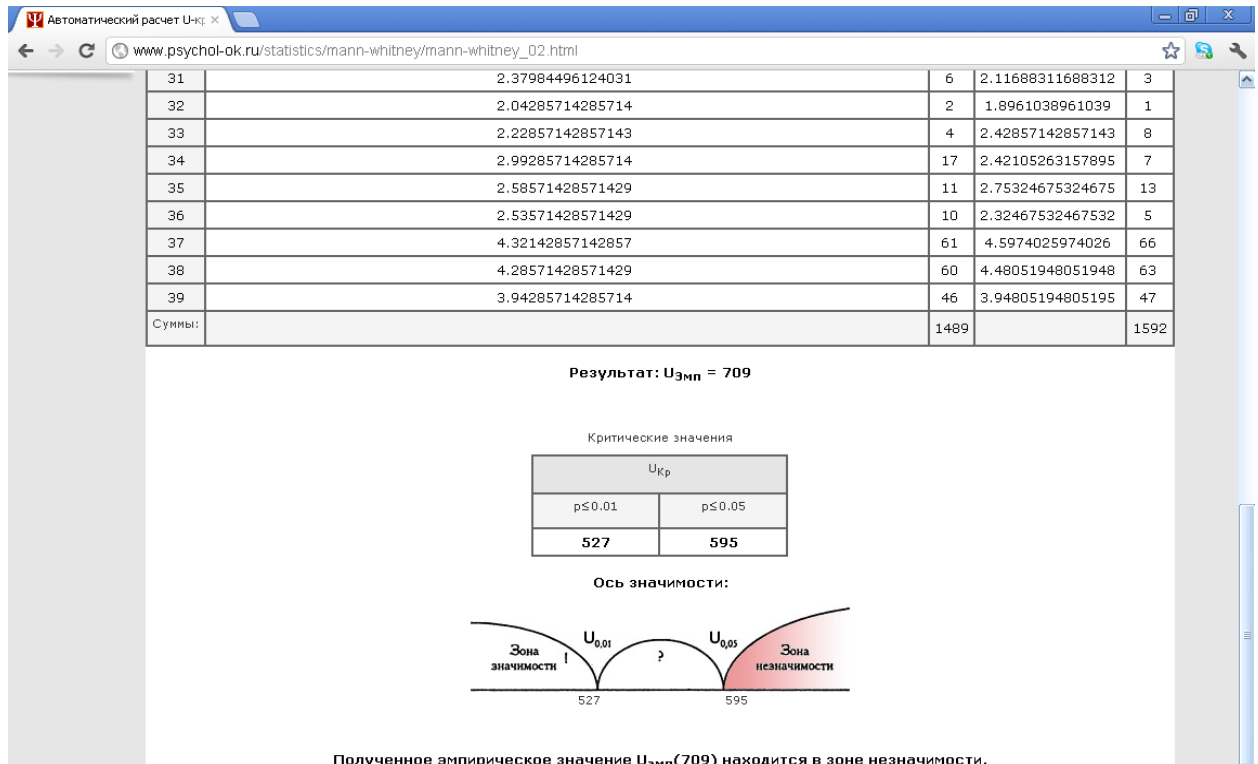 Автоматический расчет U-кр
www.psychol-ok.ru/statistics/mann-whitney/mann-whitney_02.html
31 2.37984496124031 6 2.11688311688312 3
32 2.04285714285714 2 1.8961038961039 1
33 2.22857142857143 4 2.42857142857143 8
34 2.99285714285714 17 2.42105263157895 7
35 2.58571428571429 11 2.75324675324675 13
36 2.53571428571429 10 2.32467532467532 5
37 4.32142857142857 61 4.5974025974026 66
38 4.28571428571429 60 4.48051948051948 63
39 3.94285714285714 46 3.94805194805195 47
Суммы: 1489 1592
Результат: UЭмп = 709
Критические значения
UКр
p≤0.01 p≤0.05
527 595
Ось значимости:
U0,01 U0,05
Зона значимости ! ? Зона незначимости
527 595
Полученное эмпирическое значение Uэмп(709) находится в зоне незначимости.